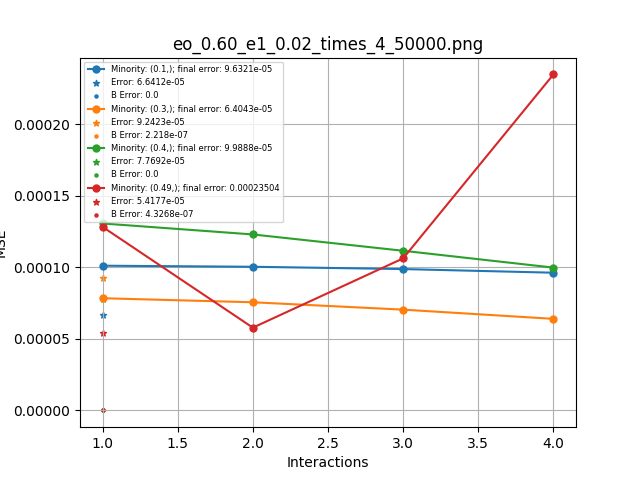 eo_0.60_e1_0.02_times_4_50000.png
Minority: (0.1,); final error: 9.6321e-05
Error: 6.6412e-05
B Error: 0.0
Minority: (0.3,); final error: 6.4043e-05
Error: 9.2423e-05
B Error: 2.218e-07
Minority: (0.4,); final error: 9.9888e-05
Error: 7.7692e-05
B Error: 0.0
Minority: (0.49,); final error: 0.00023504
Error: 5.4177e-05
B Error: 4.3268e-07
MSE
0.00020
0.00015
0.00010
0.00005
0.00000
1.0 1.5 2.0 2.5 3.0 3.5 4.0
Interactions